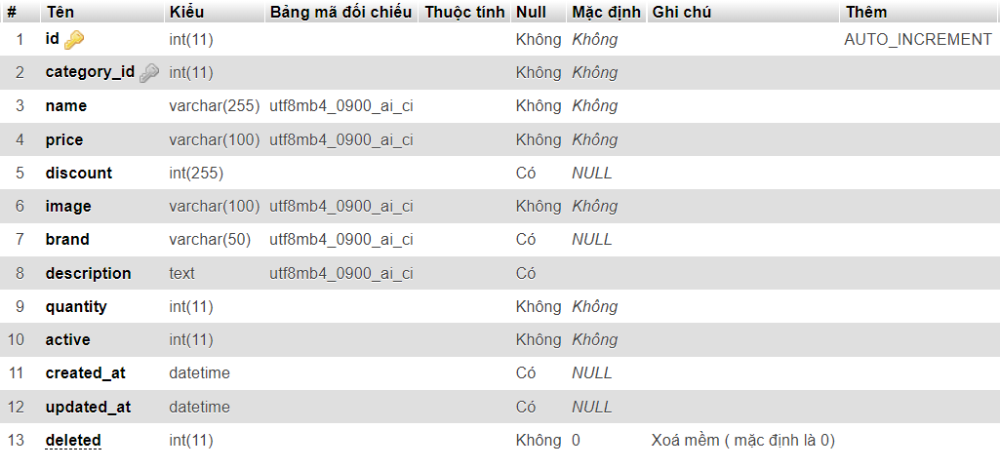 # Tên Kiểu Bảng mã đối chiếu Thuộc tính Null Mặc định Ghi chú Thêm
1 id int(11) Không Không AUTO_INCREMENT
2 category_id int(11) Không Không
3 name varchar(255) utf8mb4_0900_ai_ci Không Không
4 price varchar(100) utf8mb4_0900_ai_ci Không Không
5 discount int(255) Có NULL
6 image varchar(100) utf8mb4_0900_ai_ci Không Không
7 brand varchar(50) utf8mb4_0900_ai_ci Có NULL
8 description text utf8mb4_0900_ai_ci Có
9 quantity int(11) Không Không
10 active int(11) Không Không
11 created_at datetime Có NULL
12 updated_at datetime Có NULL
13 deleted int(11) Không 0 Xoá mềm ( mặc định là 0)